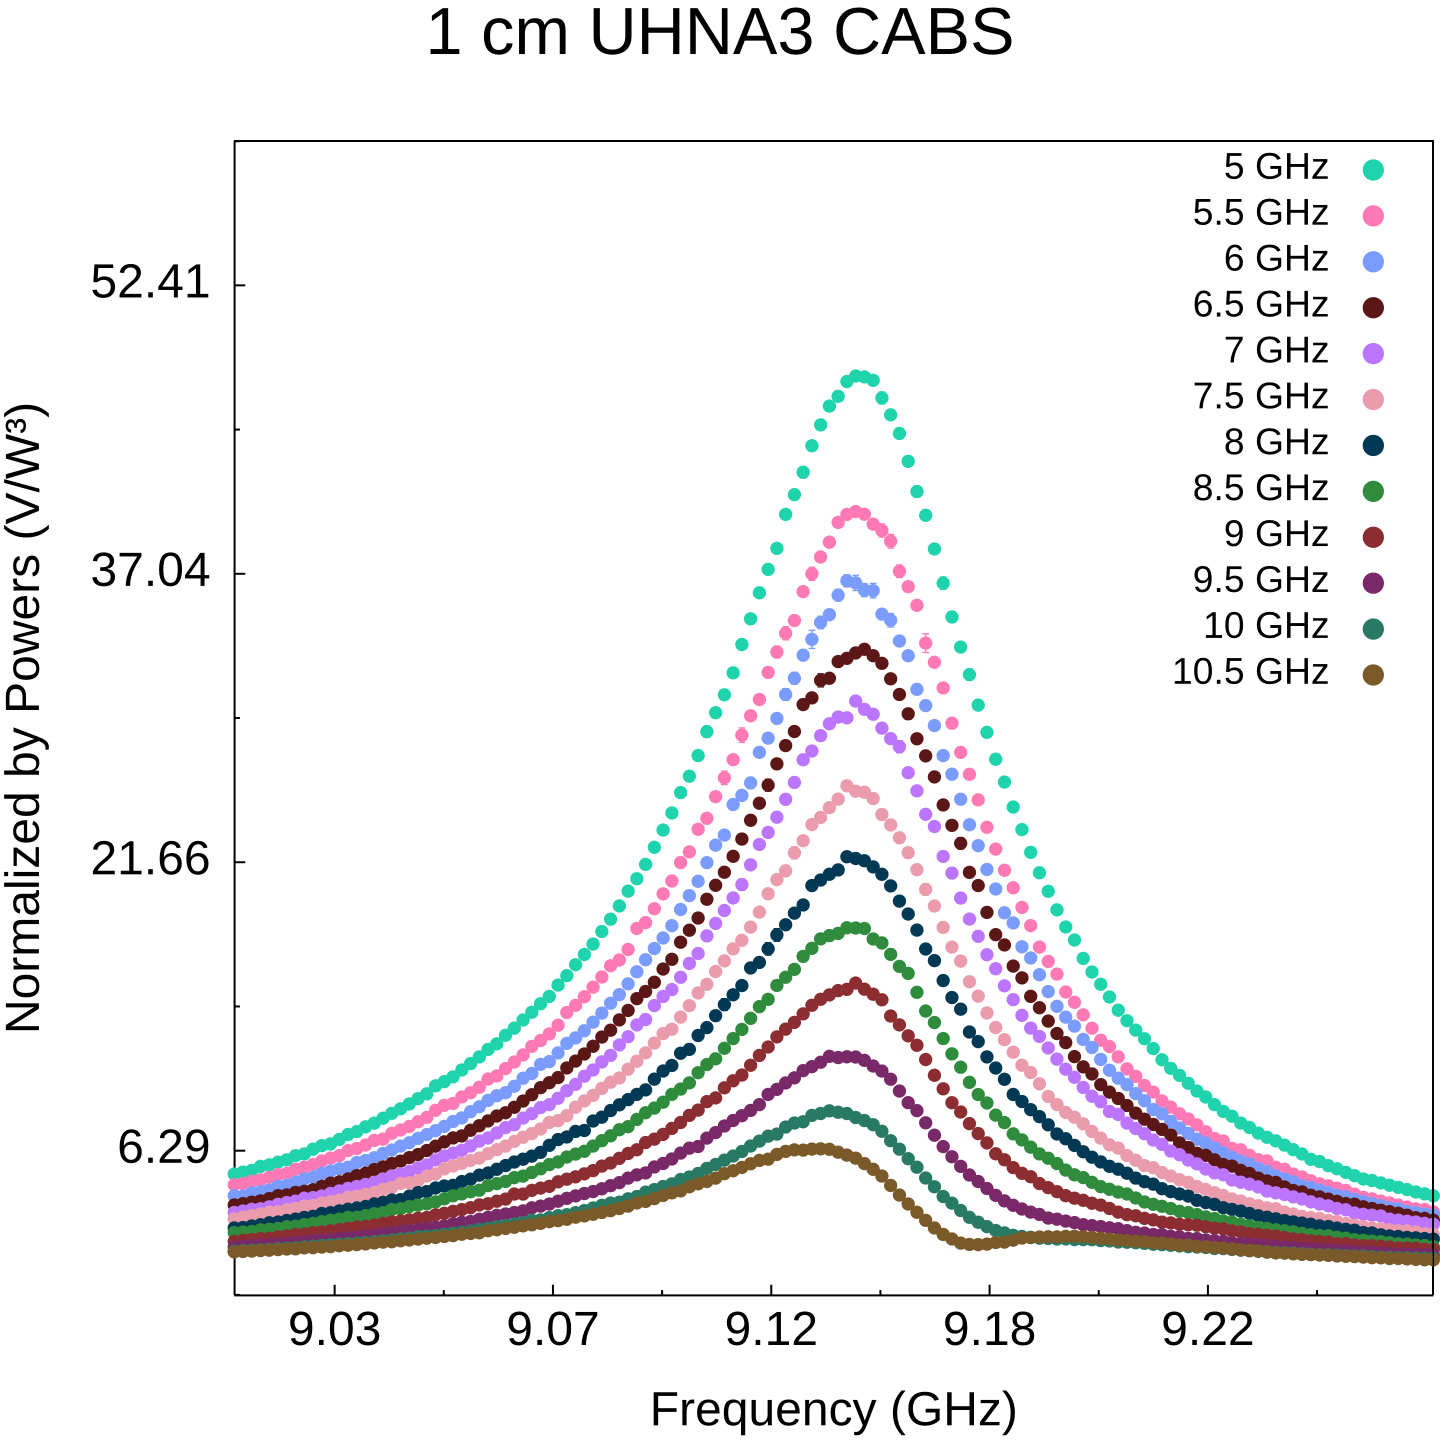 1 cm UHNA3 CABS
5 GHz
5.5 GHz
6 GHz
6.5 GHz
7 GHz
7.5 GHz
8 GHz
8.5 GHz
9 GHz
9.5 GHz
10 GHz
10.5 GHz
Normalized by Powers (V/W³)
52.41
37.04
21.66
6.29
9.03 9.07 9.12 9.18 9.22
Frequency (GHz)